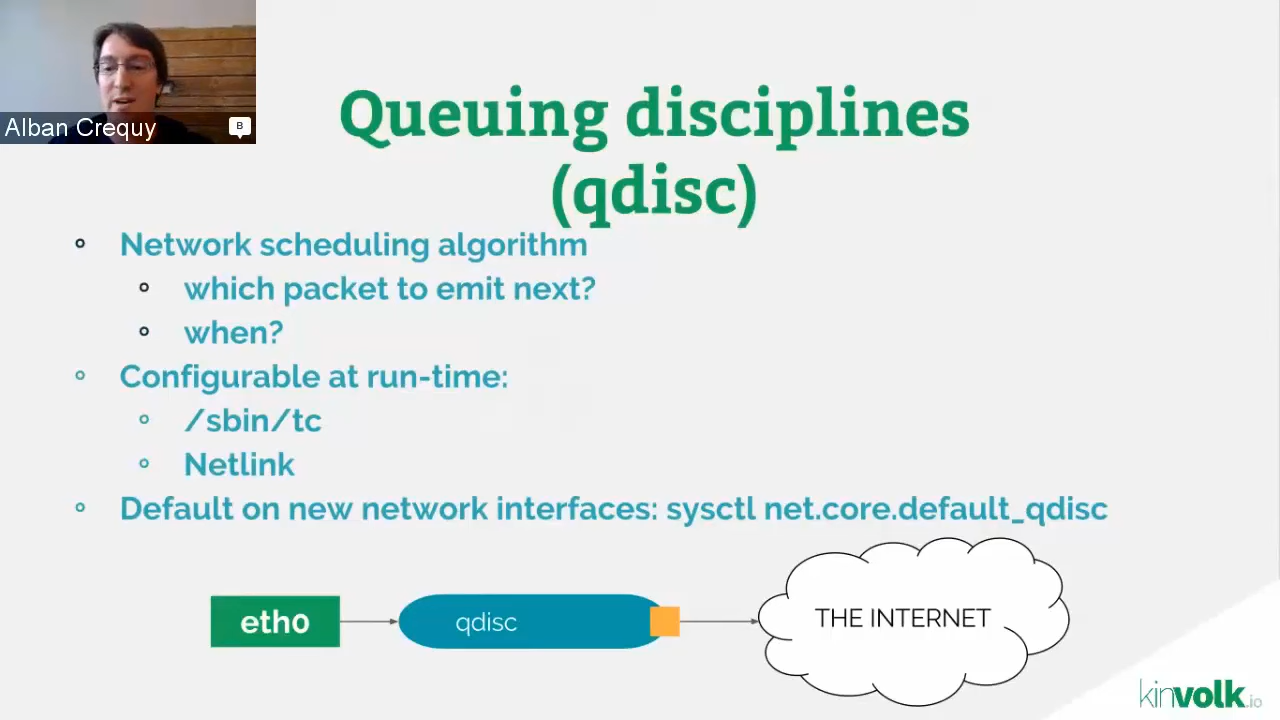 Alban Crequy
B
Queuing disciplines
(qdisc)
Network scheduling algorithm
which packet to emit next?
when?
Configurable at run-time:
/sbin/tc
Netlink
Default on new network interfaces: sysctl net.core.default_qdisc
eth0
qdisc
THE INTERNET
kinvolk.io